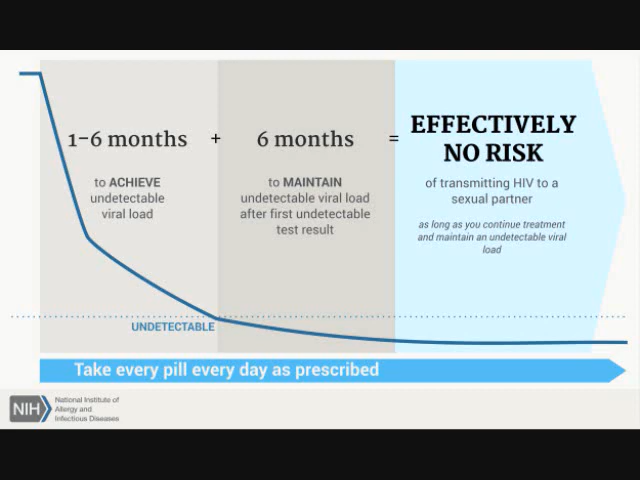 1-6 months + 6 months = EFFECTIVELY
NO RISK
to ACHIEVE
undetectable
viral load
to MAINTAIN
undetectable viral load
after first undetectable
test result
of transmitting HIV to a
sexual partner
as long as you continue treatment
and maintain an undetectable viral
load
UNDETECTABLE
Take every pill every day as prescribed
NIH
National Institute of
Allergy and
Infectious Diseases